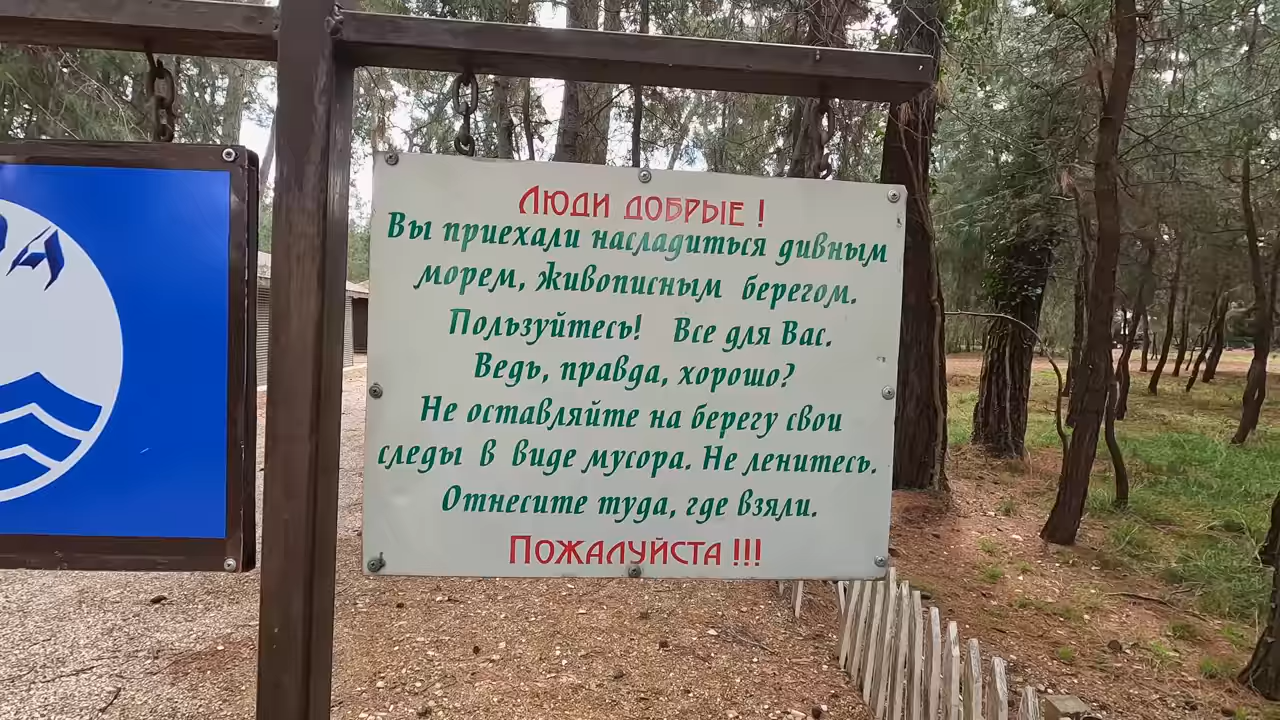 Люди добрые !
Вы приехали насладиться дивным
морем, живописным берегом.
Пользуйтесь! Все для Вас.
Ведь, правда, хорошо?
Не оставляйте на берегу свои
следы в виде мусора. Не ленитесь.
Отнесите туда, где взяли.
Пожалуйста !!!